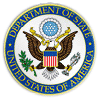 DEPARTMENT OF STATE
UNITED STATES OF AMERICA